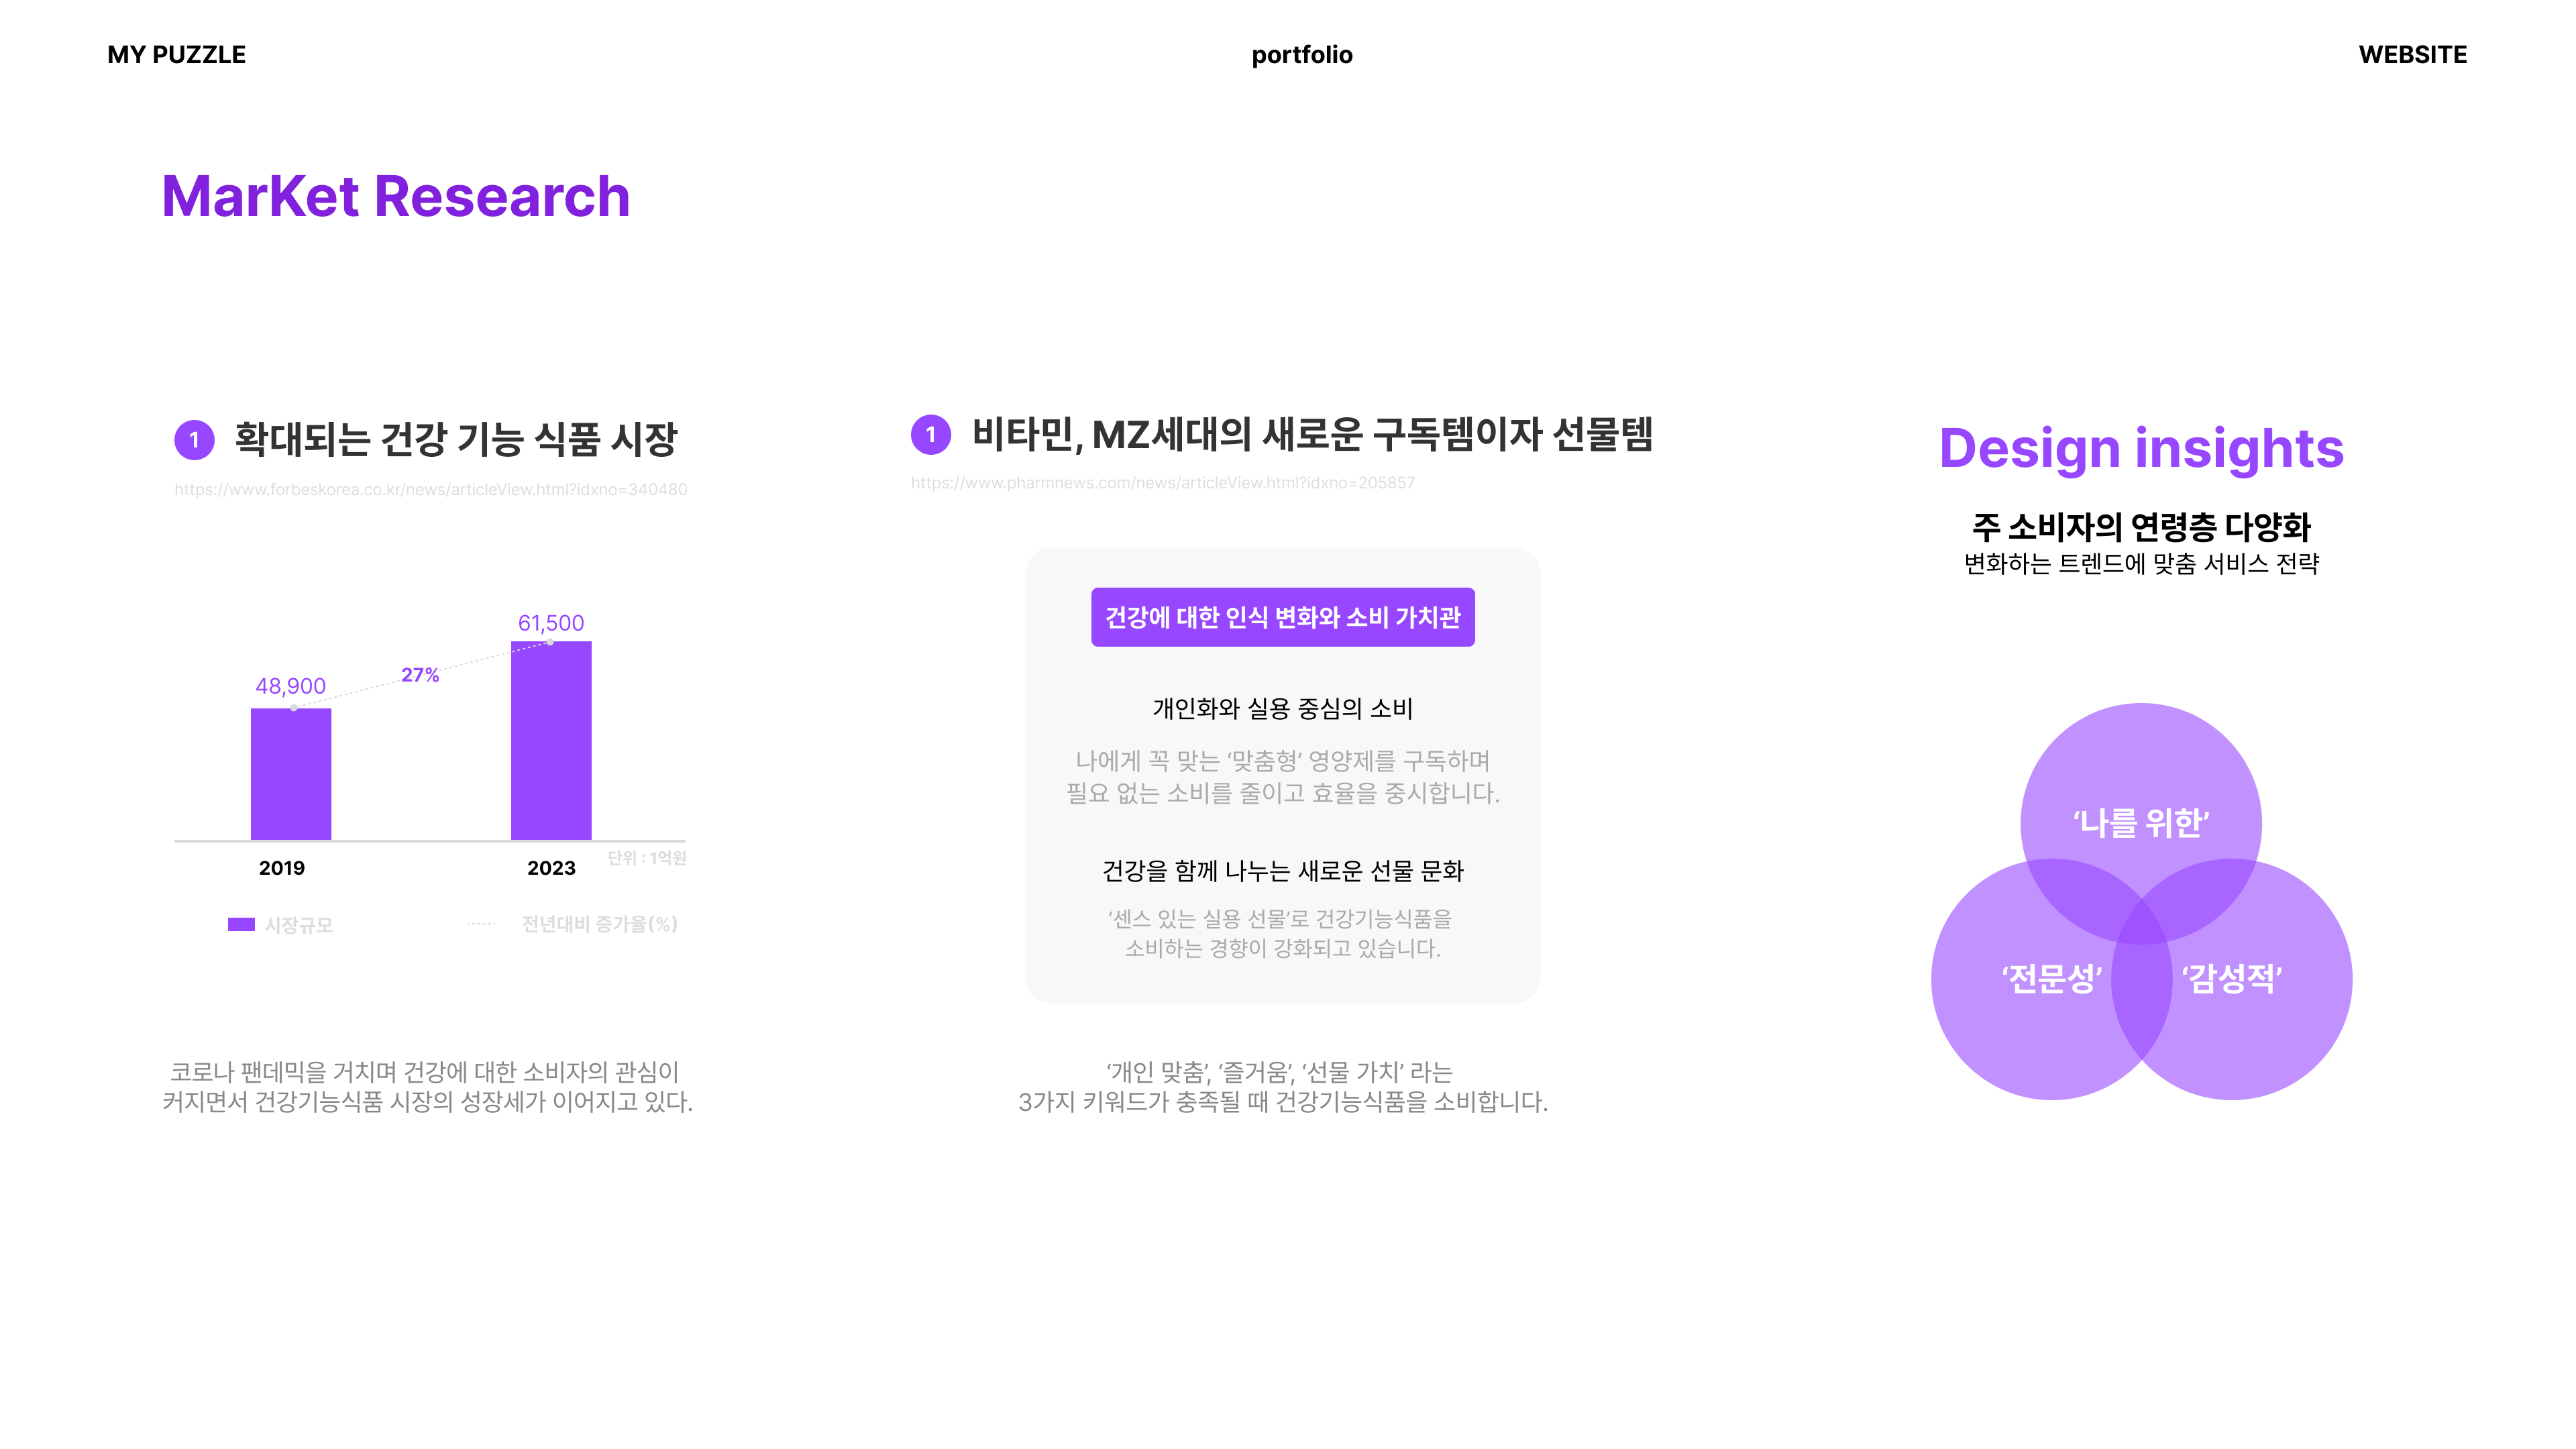 MY PUZZLE
portfolio
WEBSITE
MarKet Research
1 확대되는 건강 기능 식품 시장
https://www.forbeskorea.co.kr/news/articleView.html?idxno=340480
61,500
27%
48,900
2019
2023
단위 : 1억원
시장규모
전년대비 증가율(%)
코로나 팬데믹을 거치며 건강에 대한 소비자의 관심이
커지면서 건강기능식품 시장의 성장세가 이어지고 있다.
1 비타민, MZ세대의 새로운 구독템이자 선물템
https://www.pharmnews.com/news/articleView.html?idxno=205857
건강에 대한 인식 변화와 소비 가치관
개인화와 실용 중심의 소비
나에게 꼭 맞는 ‘맞춤형’ 영양제를 구독하며
필요 없는 소비를 줄이고 효율을 중시합니다.
건강을 함께 나누는 새로운 선물 문화
‘센스 있는 실용 선물’로 건강기능식품을
소비하는 경향이 강화되고 있습니다.
‘개인 맞춤’, ‘즐거움’, ‘선물 가치’ 라는
3가지 키워드가 충족될 때 건강기능식품을 소비합니다.
Design insights
주 소비자의 연령층 다양화
변화하는 트렌드에 맞춤 서비스 전략
‘나를 위한’
‘전문성’
‘감성적’